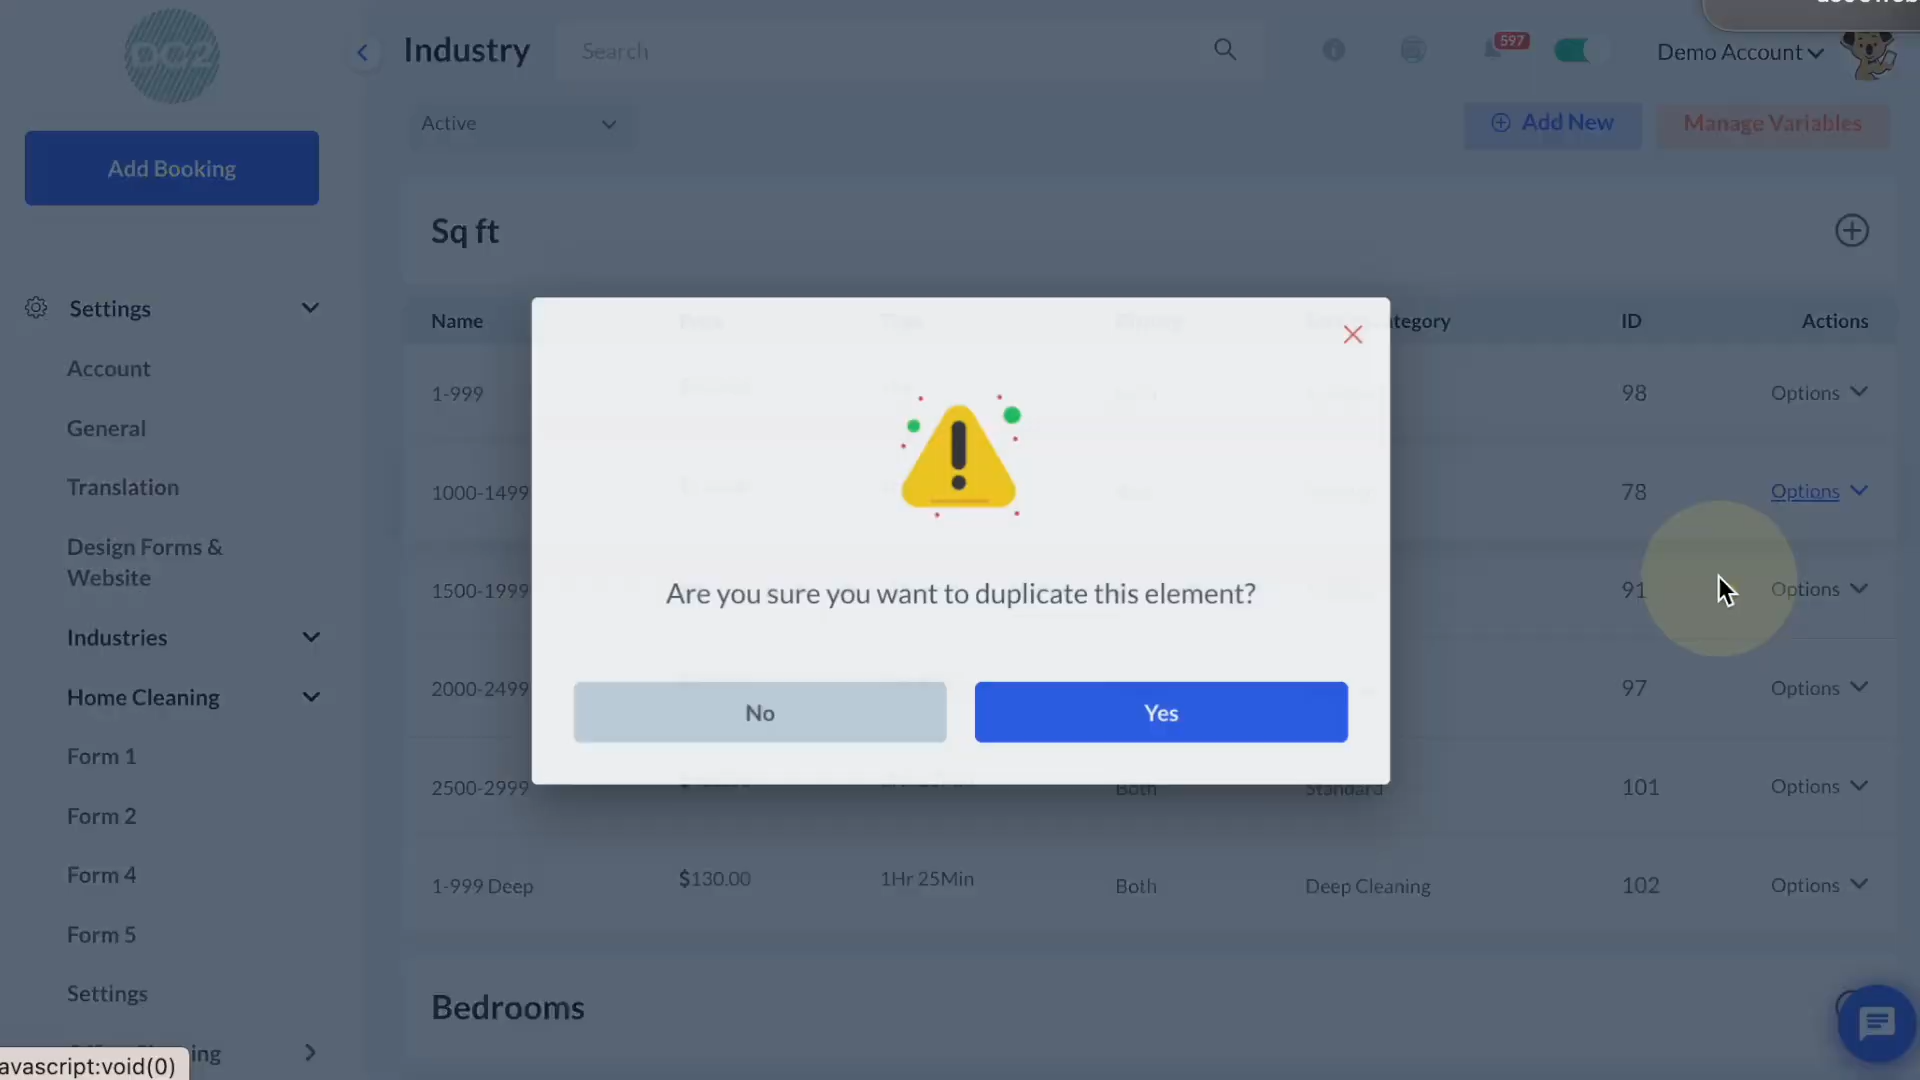 DC2
Industry
Search
597
Demo Account
Active
Add New
Manage Variables
Add Booking
Sq ft
Settings
Account
General
Translation
Design Forms &
Website
Industries
Home Cleaning
Form 1
Form 2
Form 4
Form 5
Settings
ing
avascript:void(0)
Name
ategory
ID
Actions
1-999
98
Options
1000-1499
78
Options
1500-1999
91
Options
2000-2499
97
Options
2500-2999
Both
Standard
101
Options
1-999 Deep
$130.00
1Hr 25Min
Both
Deep Cleaning
102
Options
Bedrooms
Are you sure you want to duplicate this element?
No
Yes